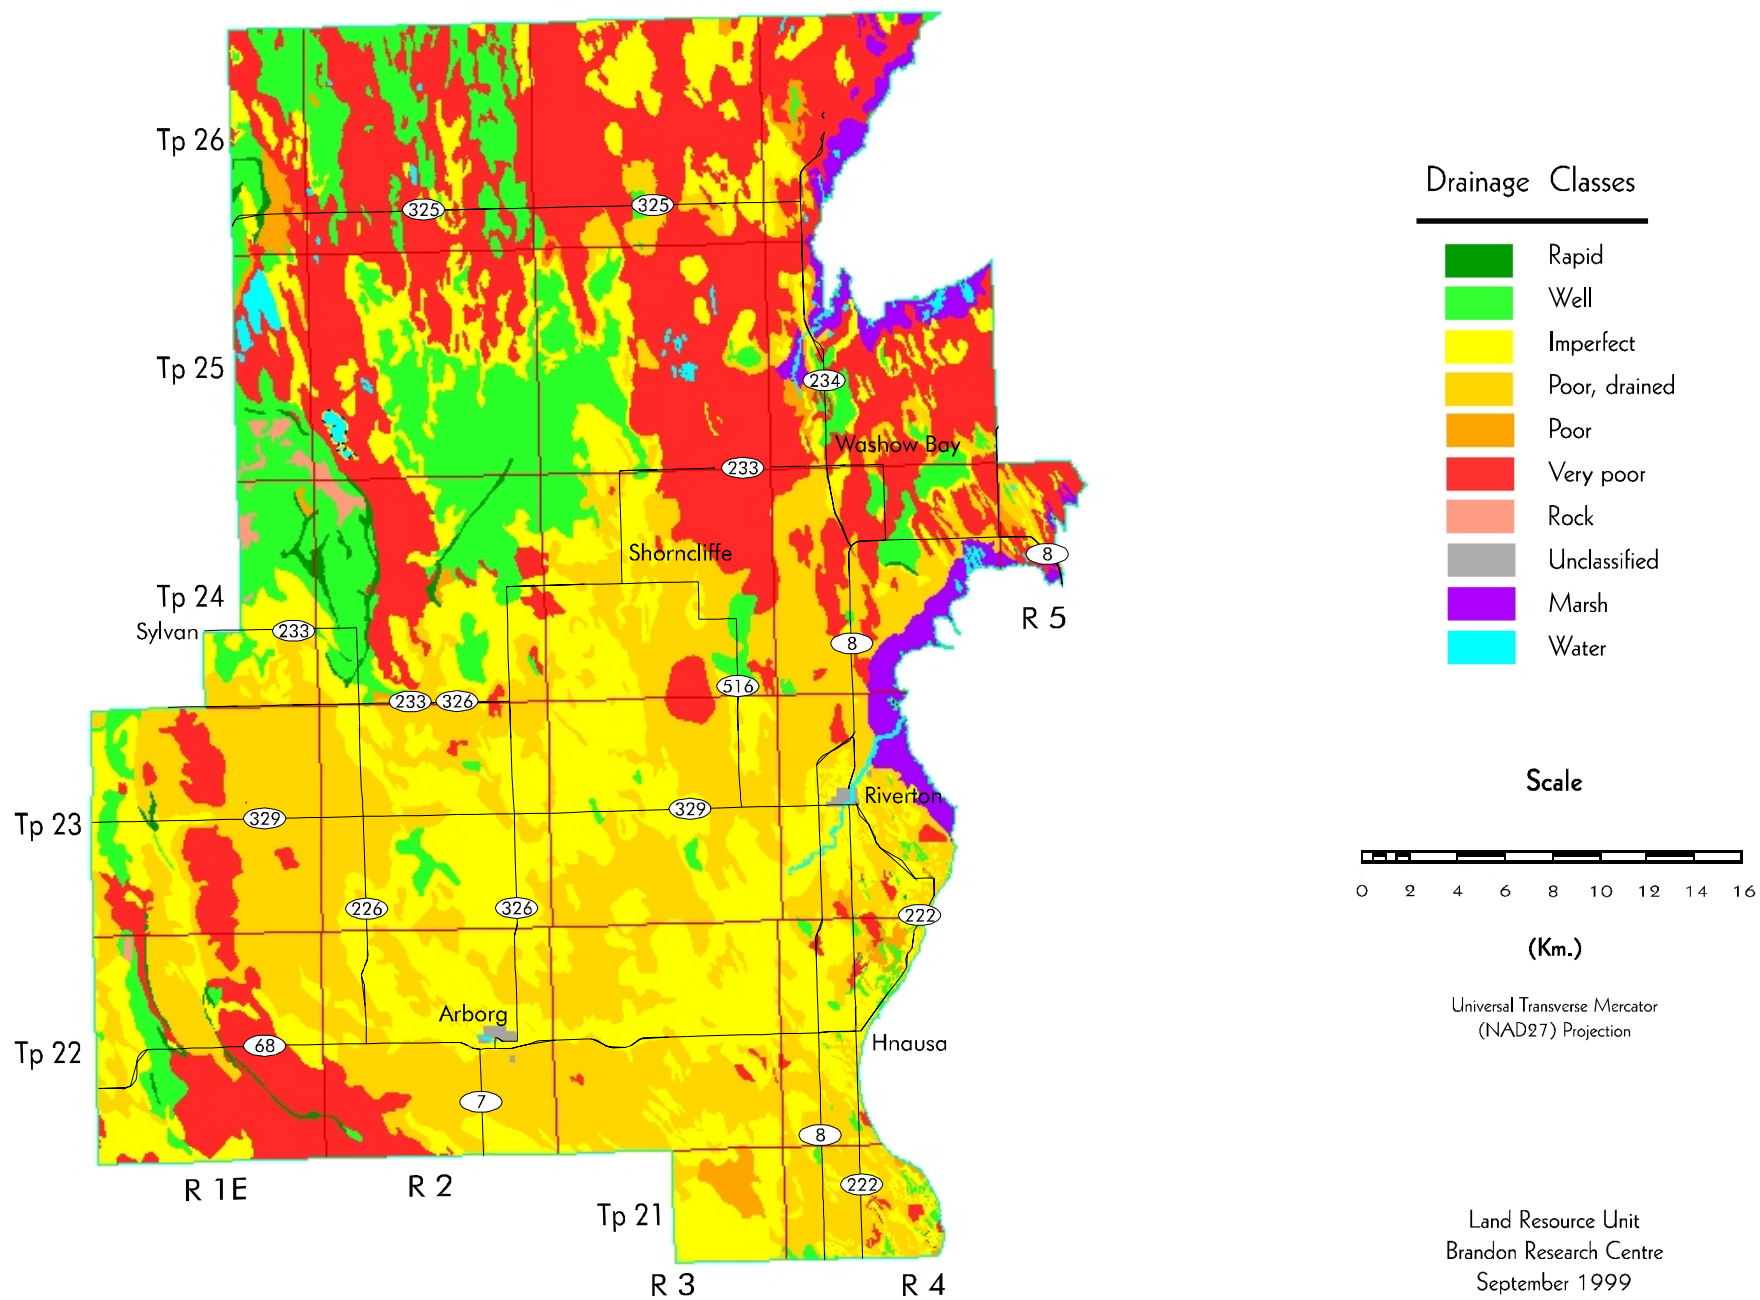 Tp 26
325
325
Tp 25
234
Washow Bay
233
Shorncliffe
8
Tp 24
R 5
Sylvan
233
8
516
233
326
Riverton
329
329
Tp 23
226
326
222
Arborg
68
Hnausa
Tp 22
7
8
R 1E
R 2
222
Tp 21
R 3
R 4
Drainage Classes
Rapid
Well
Imperfect
Poor, drained
Poor
Very poor
Rock
Unclassified
Marsh
Water
Scale
0 2 4 6 8 10 12 14 16
(Km.)
Universal Transverse Mercator
(NAD27) Projection
Land Resource Unit
Brandon Research Centre
September 1999